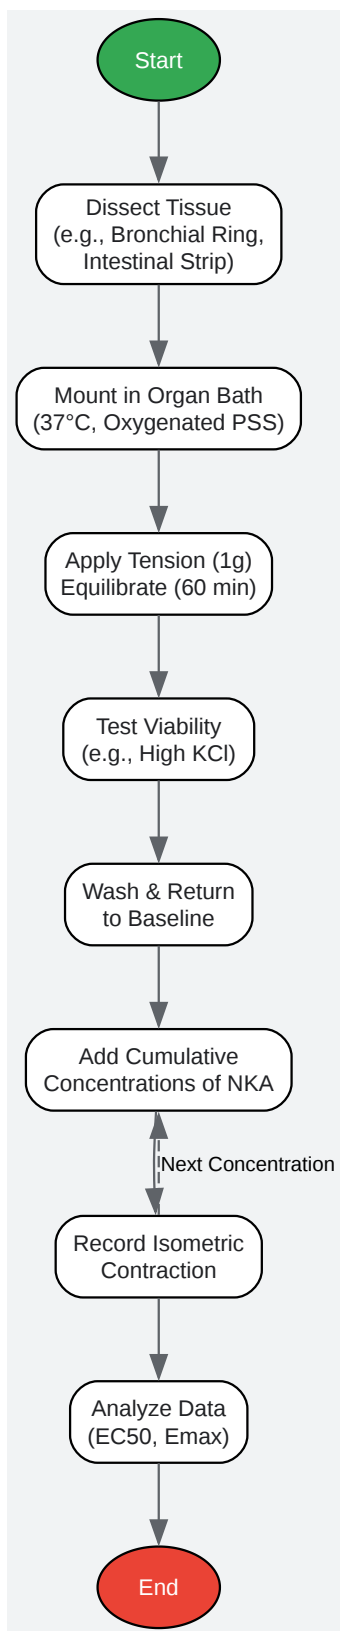 Start
Dissect Tissue
(e.g., Bronchial Ring,
Intestinal Strip)
Mount in Organ Bath
(37°C, Oxygenated PSS)
Apply Tension (1g)
Equilibrate (60 min)
Test Viability
(e.g., High KCl)
Wash & Return
to Baseline
Add Cumulative
Concentrations of NKA
Next Concentration
Record Isometric
Contraction
Analyze Data
(EC50, Emax)
End